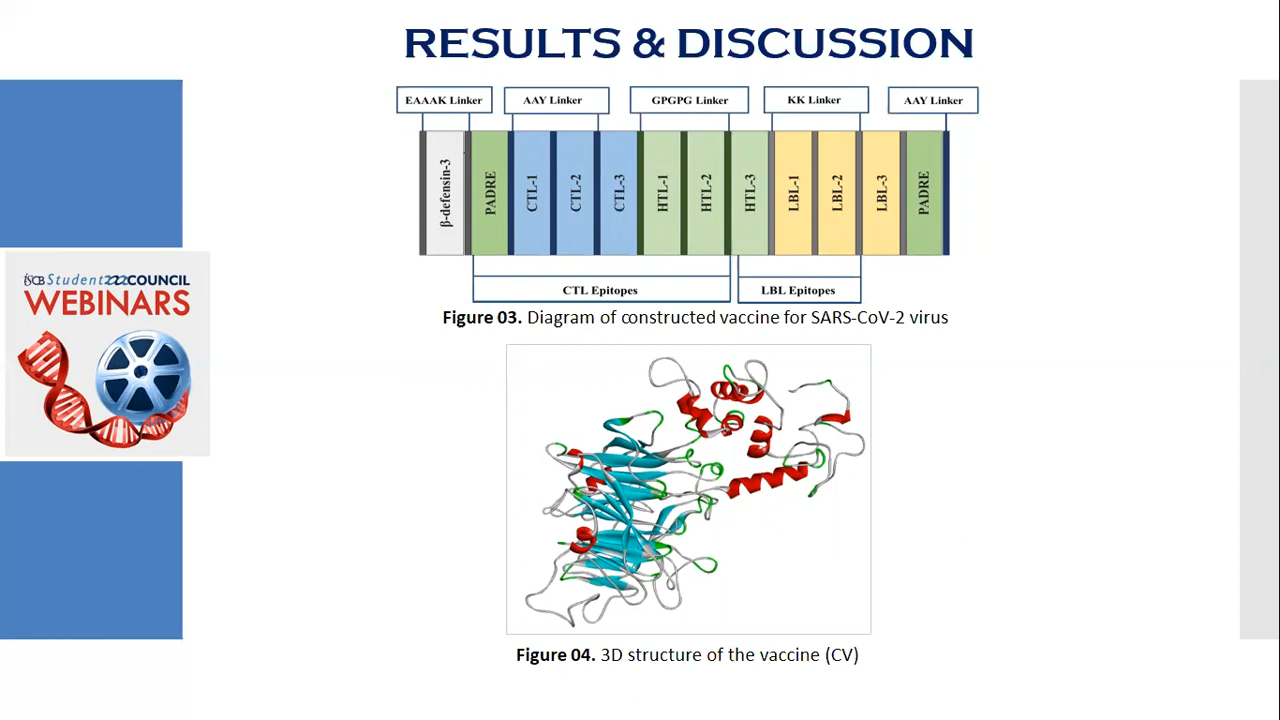 RESULTS & DISCUSSION
EAAAK Linker
AAY Linker
GPGPG Linker
KK Linker
AAY Linker
β-defensin-3
PADRE
CTL-1
CTL-2
CTL-3
HTL-1
HTL-2
HTL-3
LBL-1
LBL-2
LBL-3
PADRE
CTL Epitopes
LBL Epitopes
Figure 03. Diagram of constructed vaccine for SARS-CoV-2 virus
Student COUNCIL
WEBINARS
Figure 04. 3D structure of the vaccine (CV)